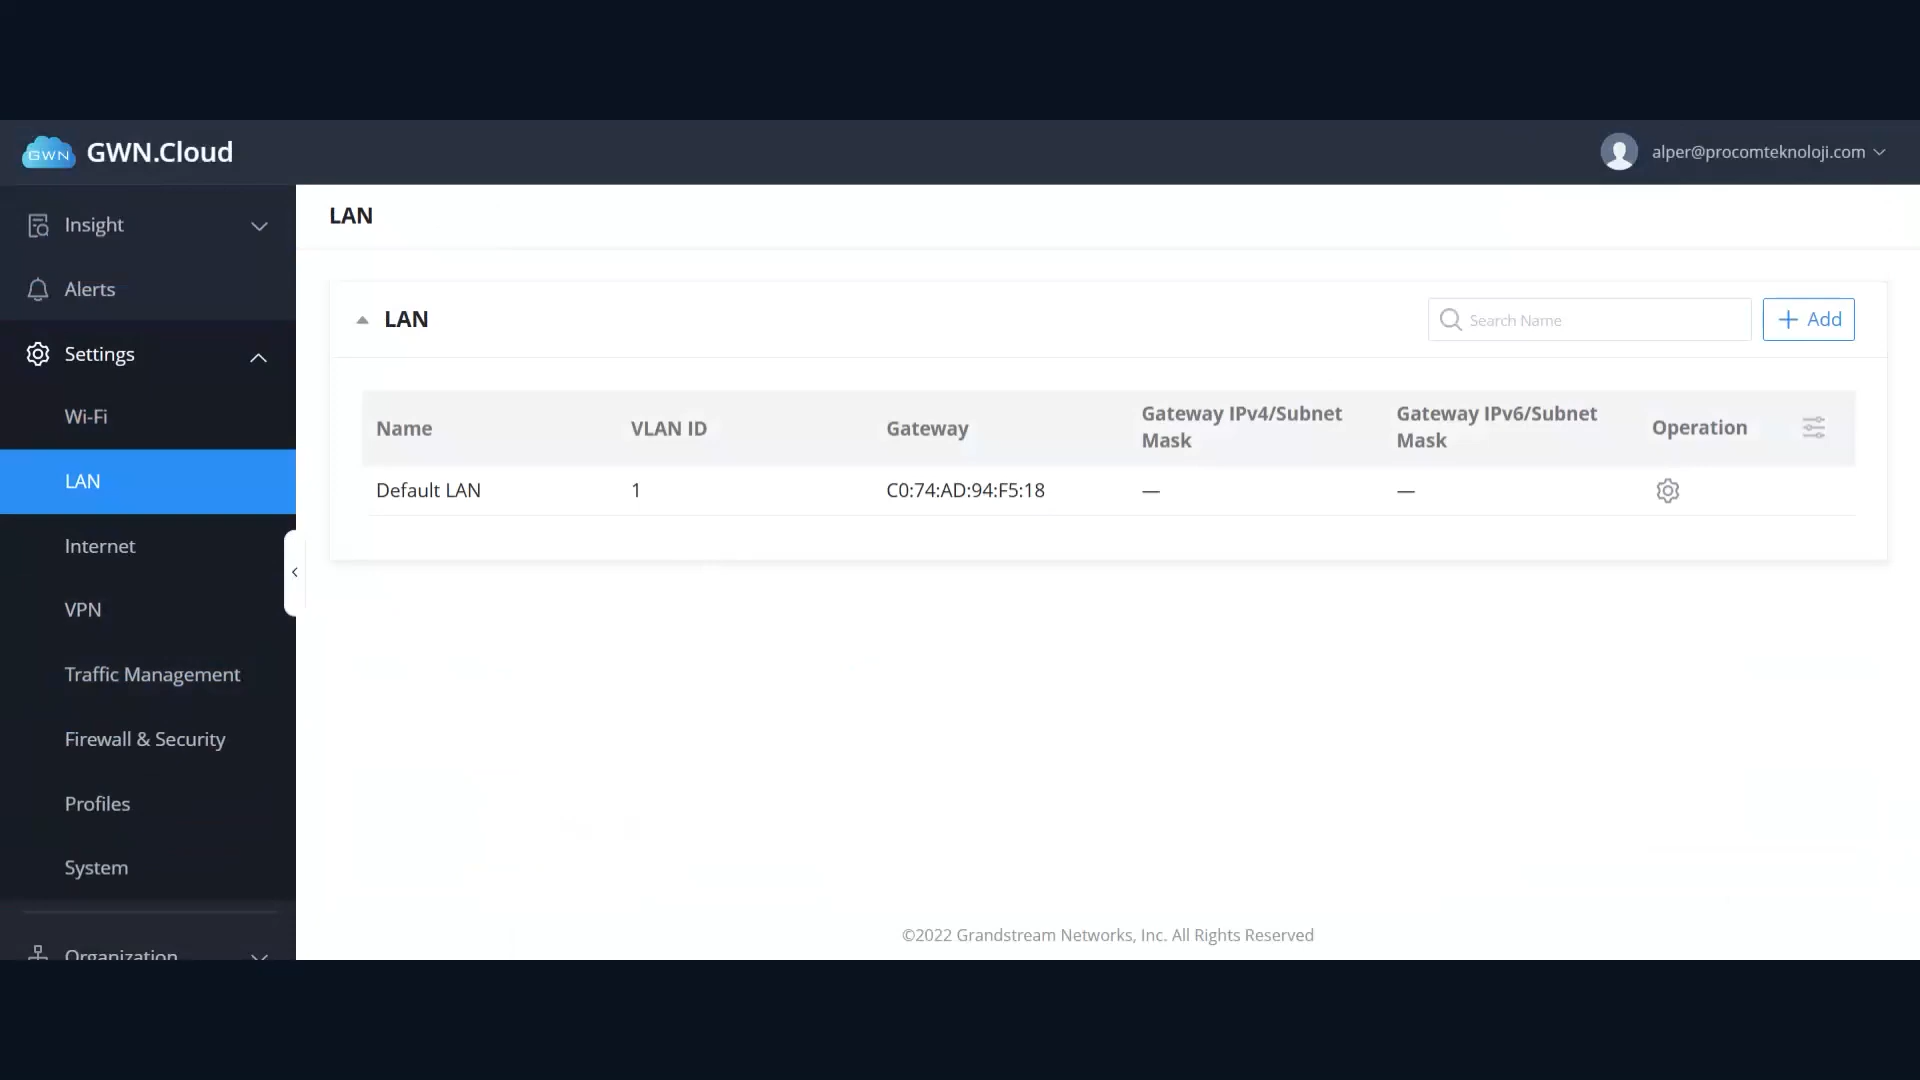 GWN GWN.Cloud
alper@procomteknoloji.com
Insight
Alerts
Settings
Wi-Fi
LAN
Internet
VPN
Traffic Management
Firewall & Security
Profiles
System
Organization
LAN
LAN
Search Name
+ Add
Name VLAN ID Gateway Gateway IPv4/Subnet Mask Gateway IPv6/Subnet Mask Operation
Default LAN 1 C0:74:AD:94:F5:18 — —
©2022 Grandstream Networks, Inc. All Rights Reserved